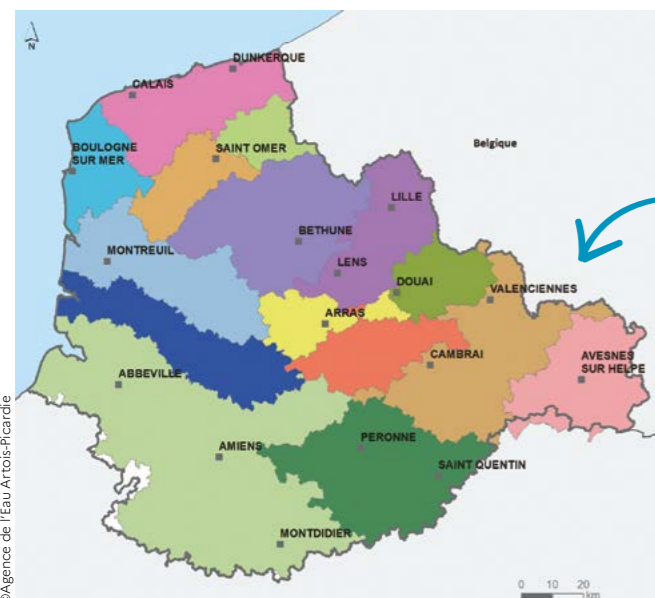 N
DUNKERQUE
CALAIS
BOULOGNE
SUR MER
SAINT OMER
Belgique
LILLE
BETHUNE
MONTREUIL
LENS
DOUAI
VALENCIENNES
ARRAS
ABBEVILLE
CAMBRAI
AVESNES
SUR HELPE
AMIENS
PERONNE
SAINT QUENTIN
MONTDIDIER
0 10 20
km
©Agence de l'Eau Artois-Picardie